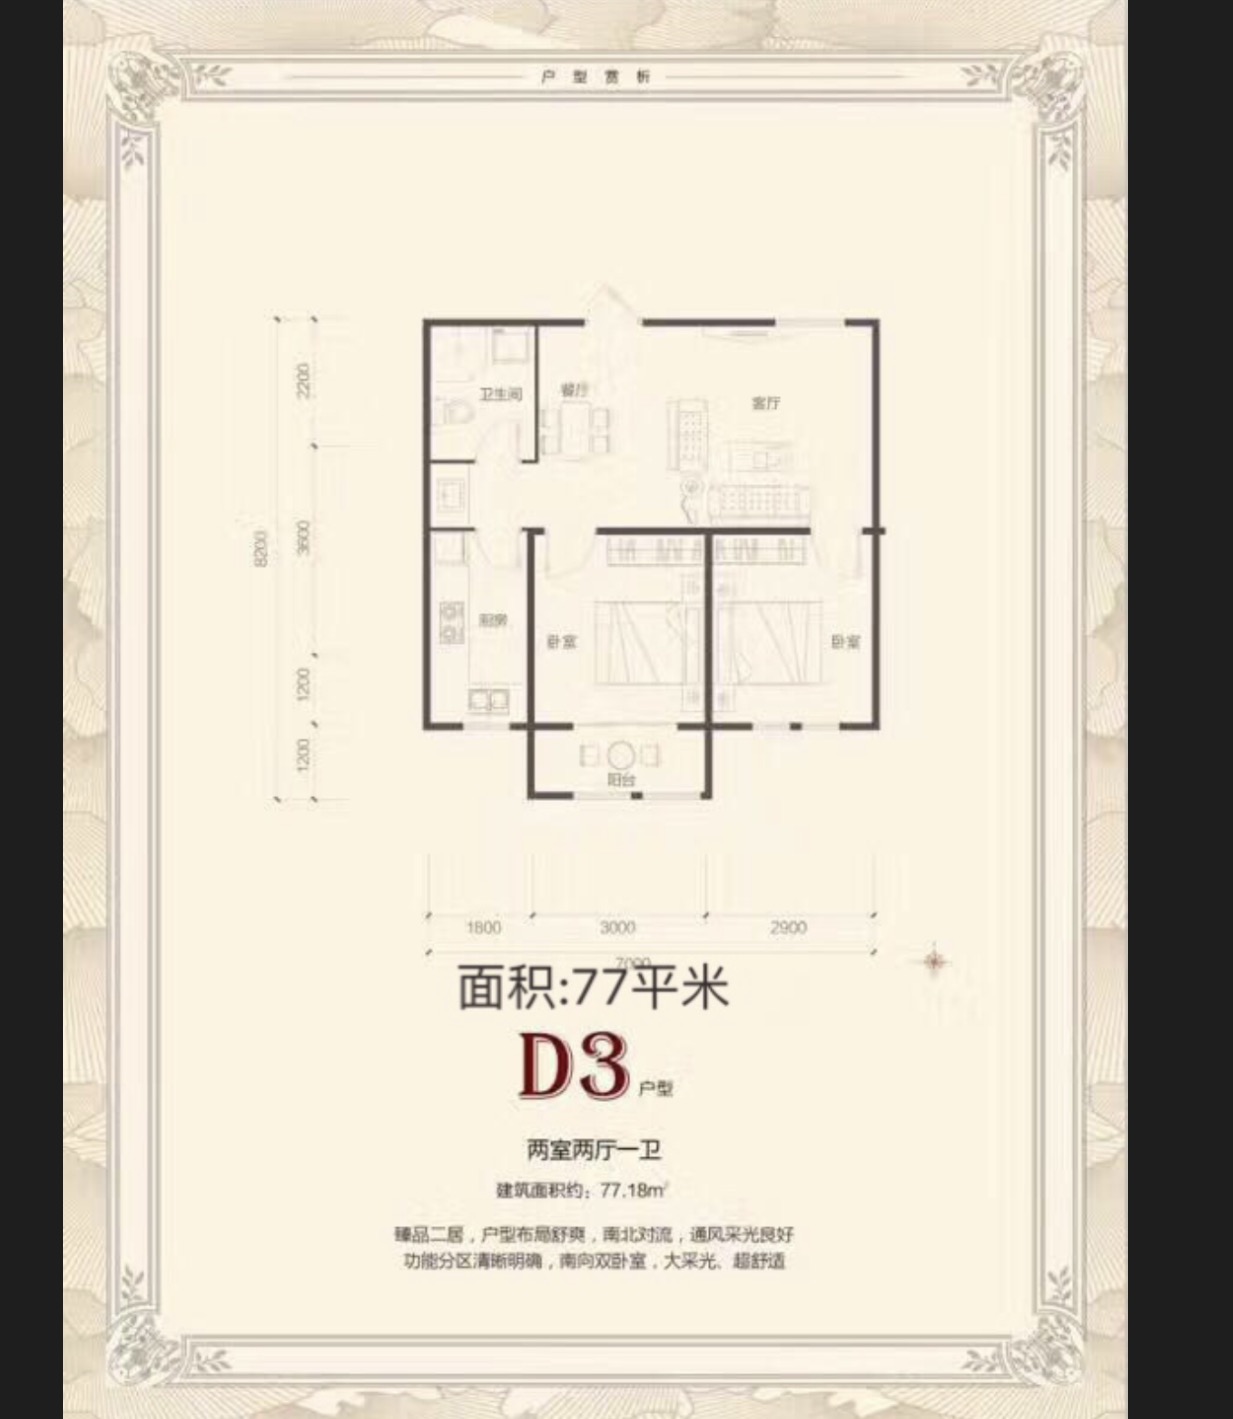 户型赏析
卫生间
餐厅
客厅
2200
3600
8200
厨房
卧室
卧室
1200
1200
阳台
1800
3000
2900
面积:77平米
D3户型
两室两厅一卫
建筑面积约：77.18㎡
臻品二居，户型布局舒爽，南北对流，通风采光良好
功能分区清晰明确，南向双卧室，大采光、超舒适